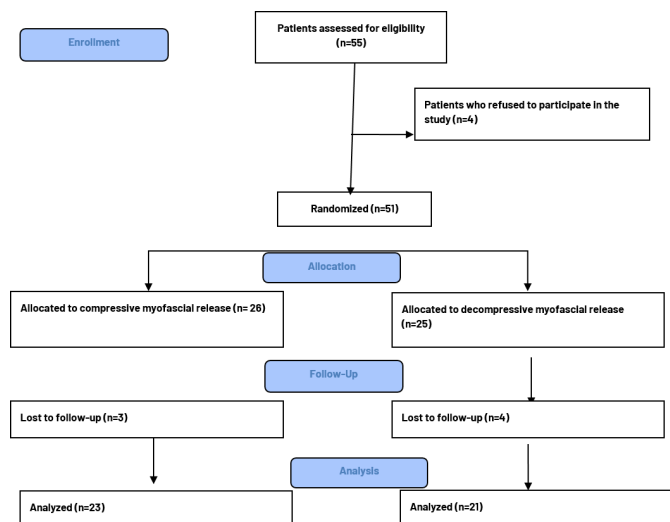 Enrollment
Patients assessed for eligibility
(n=55)
Patients who refused to participate in the
study (n=4)
Randomized (n=51)
Allocation
Allocated to compressive myofascial release (n= 26)
Allocated to decompressive myofascial release
(n=25)
Follow-Up
Lost to follow-up (n=3)
Lost to follow-up (n=4)
Analysis
Analyzed (n=23)
Analyzed (n=21)